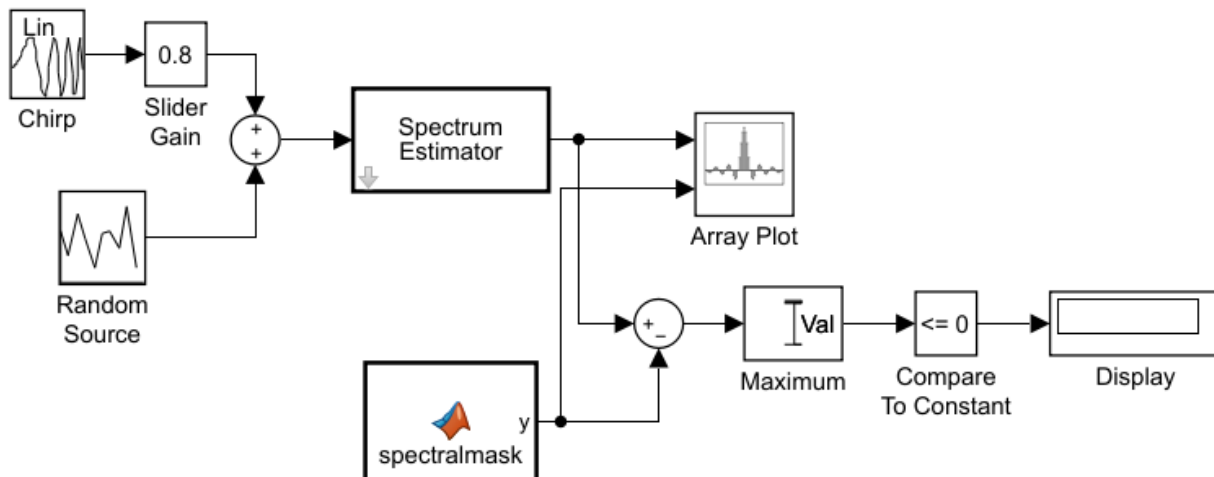 Lin
Chirp
0.8
Slider
Gain
+
+
Random
Source
Spectrum
Estimator
Array Plot
+
−
Val
Maximum
<= 0
Compare
To Constant
Display
y
spectralmask